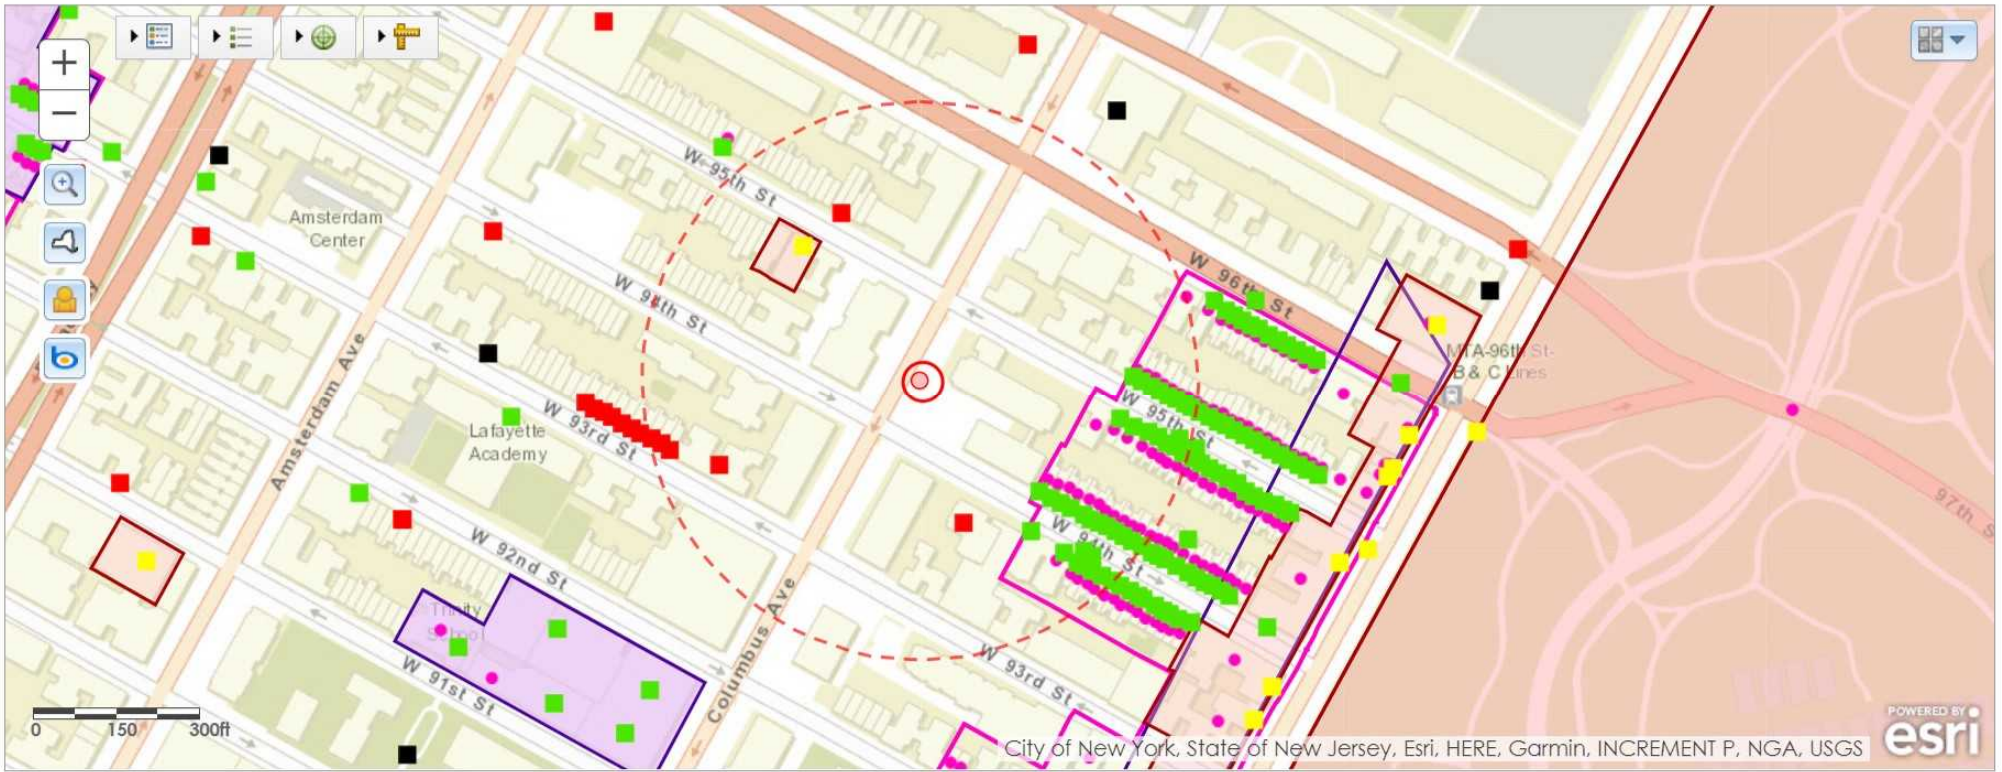 +
−
W 95th St
Amsterdam
Center
W 94th St
W 96th St
MTA-96th St-
B & C Lines
Amsterdam Ave
W 93rd St
Lafayette
Academy
W 95th St
97th S
W 94th St
W 92nd St
Trinity
School
Columbus Ave
W 93rd St
W 91st St
0 150 300ft
City of New York, State of New Jersey, Esri, HERE, Garmin, INCREMENT P, NGA, USGS
POWERED BY
esri